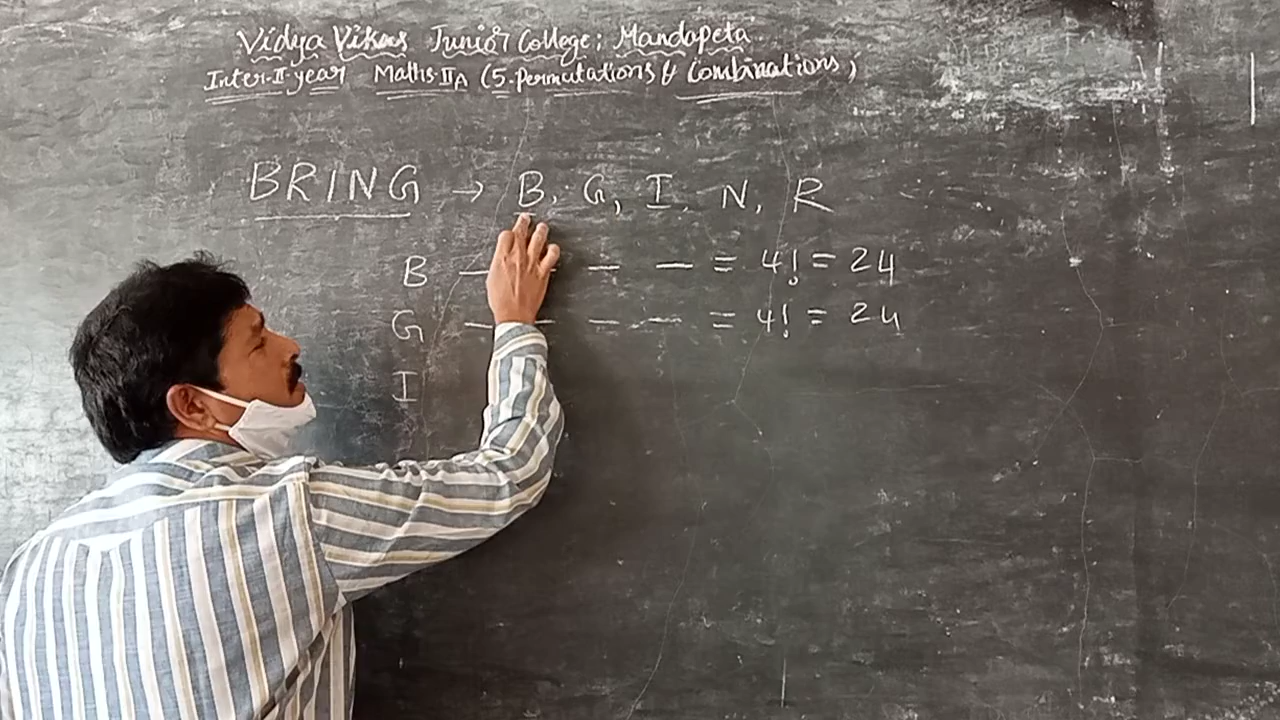 Vidya Vikas Junior College; Mandapeta
Inter-II-year Maths-IIA (5.Permutations & Combinations)
BRING → B, G, I, N, R
B — — — — = 4! = 24
G — — — — = 4! = 24
I